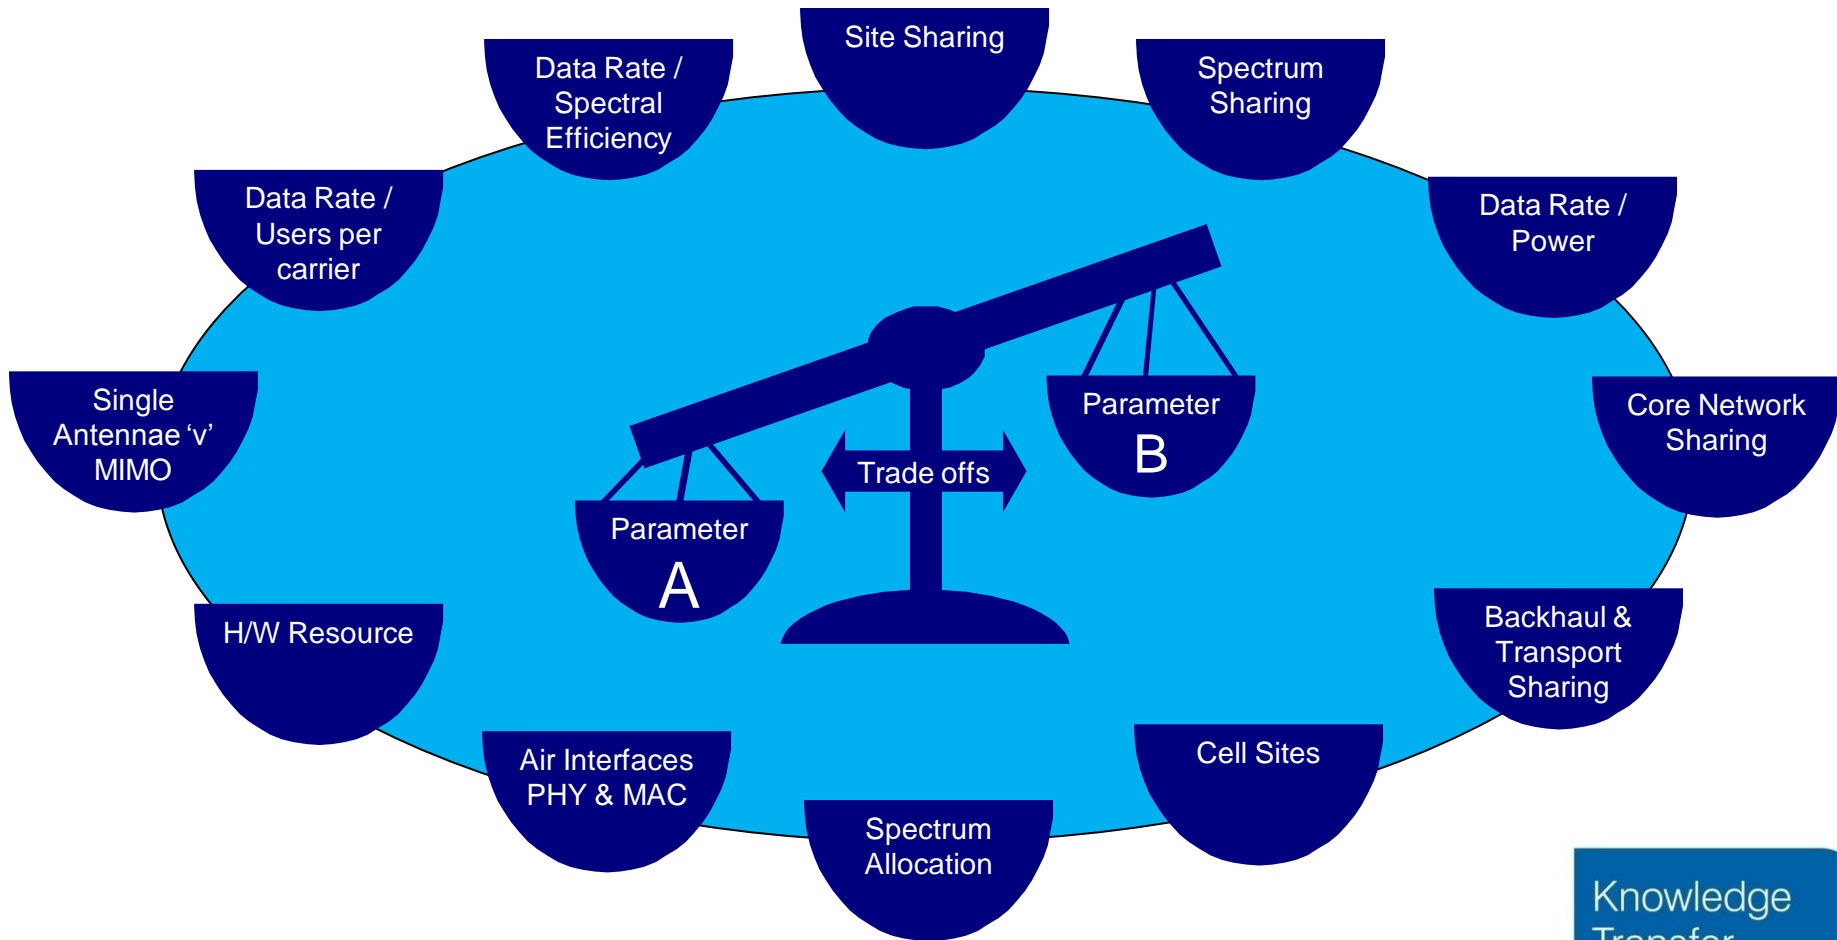 Site Sharing
Data Rate /
Spectral
Efficiency
Spectrum
Sharing
Data Rate /
Users per
carrier
Data Rate /
Power
Single
Antennae ‘v’
MIMO
Parameter
B
Core Network
Sharing
Trade offs
Parameter
A
H/W Resource
Backhaul &
Transport
Sharing
Air Interfaces
PHY & MAC
Cell Sites
Spectrum
Allocation
Knowledge
Transfer